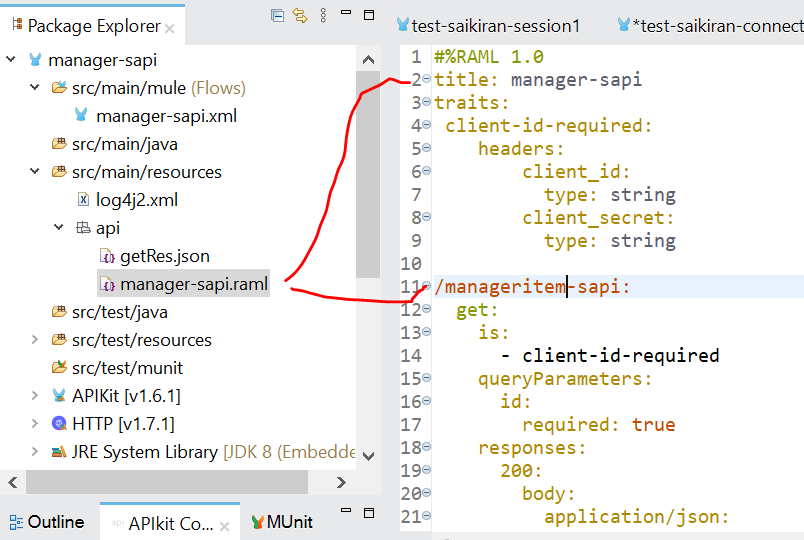 Package Explorer
manager-sapi
src/main/mule (Flows)
manager-sapi.xml
src/main/java
src/main/resources
log4j2.xml
api
getRes.json
manager-sapi.raml
src/test/java
src/test/resources
src/test/munit
APIKit [v1.6.1]
HTTP [v1.7.1]
JRE System Library [JDK 8 (Embedde
Outline
api APIkit Co...
MUnit
test-saikiran-session1
*test-saikiran-connect
1 #%RAML 1.0
2 title: manager-sapi
3 traits:
4 client-id-required:
5 headers:
6 client_id:
7 type: string
8 client_secret:
9 type: string
10
11 /manageritem-sapi:
12 get:
13 is:
14 - client-id-required
15 queryParameters:
16 id:
17 required: true
18 responses:
19 200:
20 body:
21 application/json: